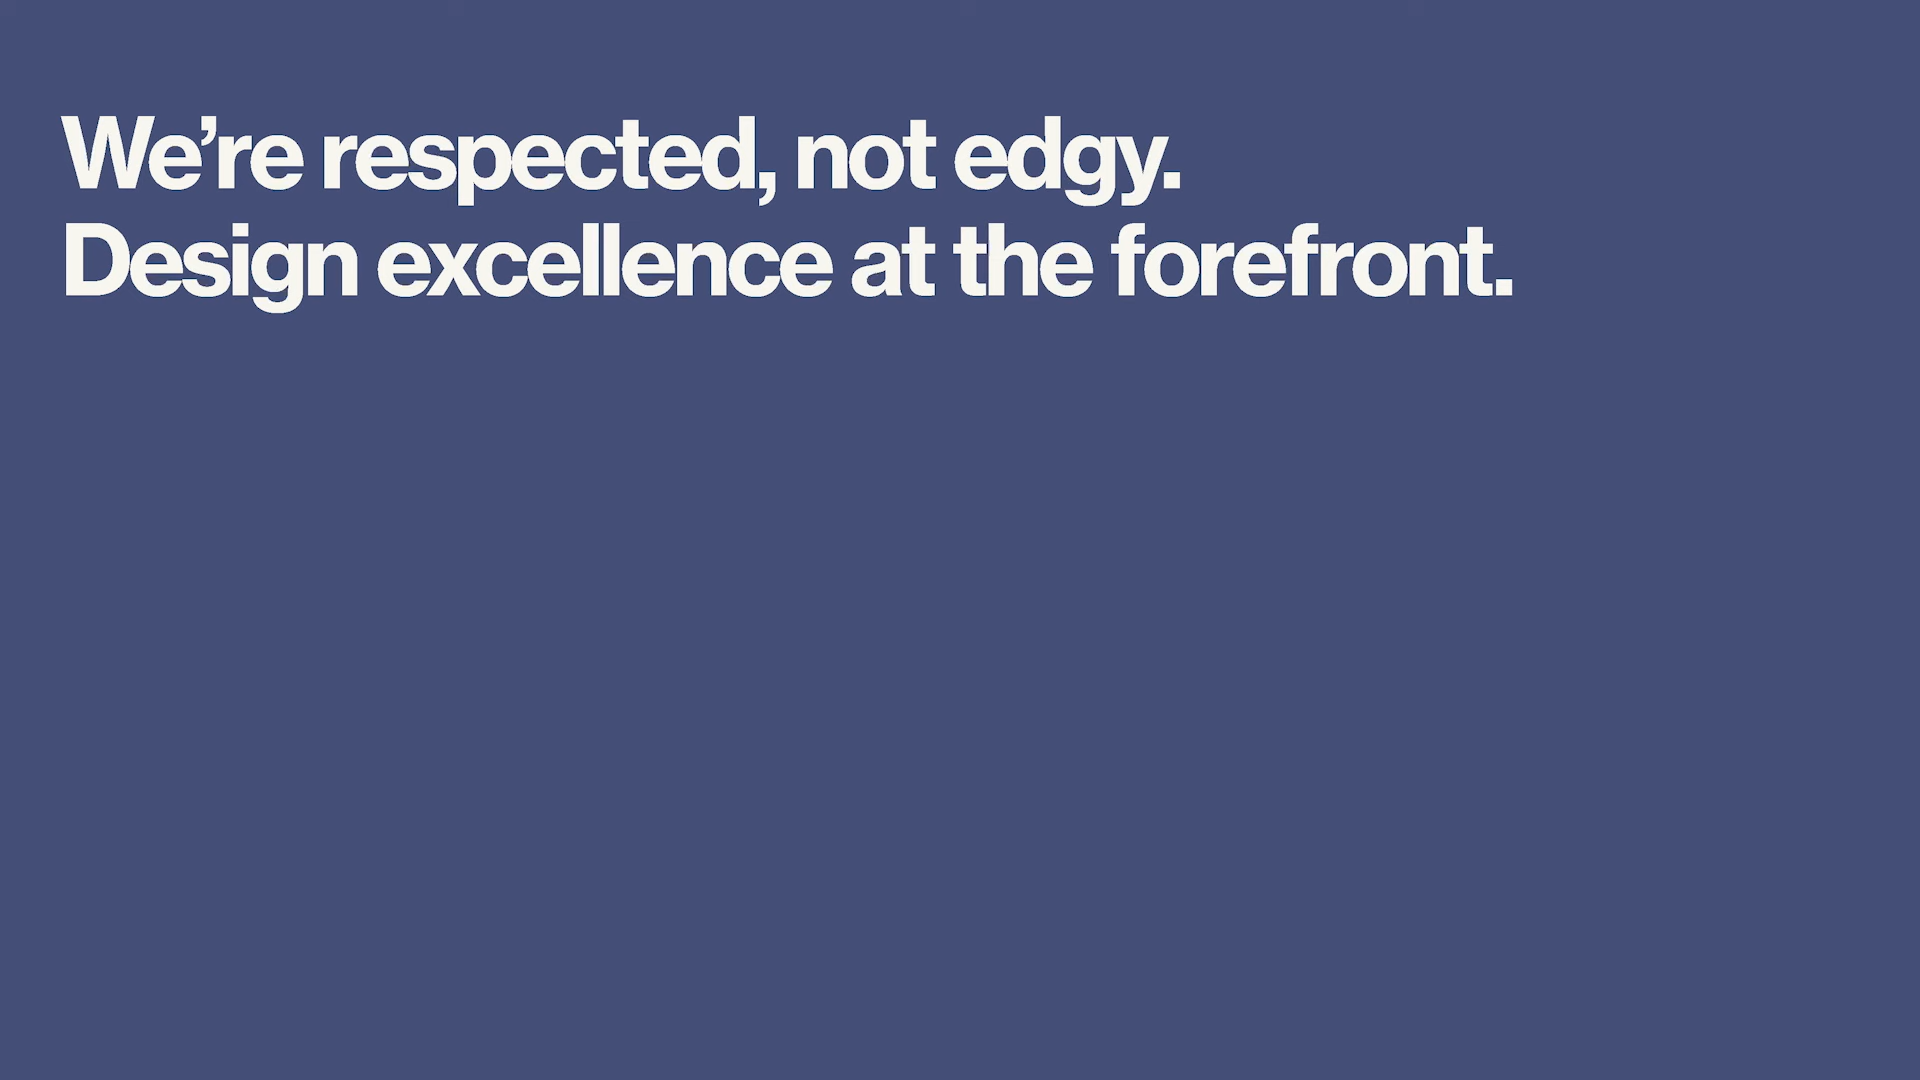 We’re respected, not edgy.
Design excellence at the forefront.